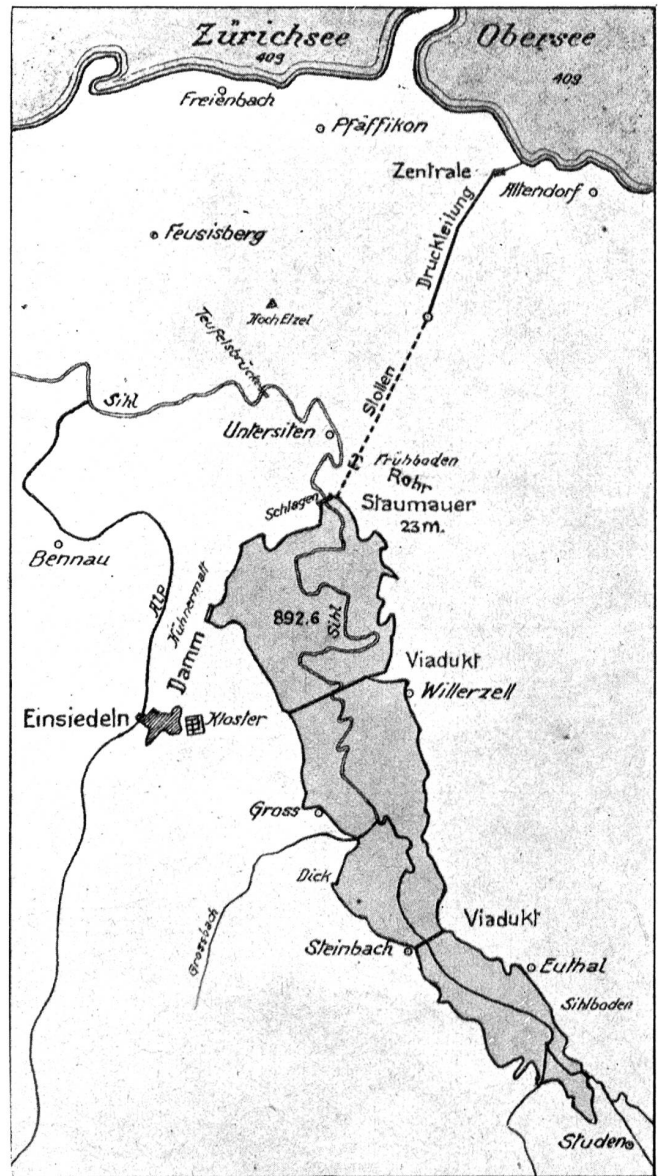 Zürichsee
409
Obersee
409
Freienbach
Pfäffikon
Zentrale
Altendorf
Feusisberg
Druckleitung
Hoch Etzel
Teufelsbrücke
Stollen
Sihl
Untersiten
Frühboden
Rohr
Schlagen
Staumauer
23 m.
Bennau
Alp
Hühnermatt
Damm
892.6
Sihl
Viadukt
Willerzell
Einsiedeln
Kloster
Gross
Dick
Grossbach
Viadukt
Steinbach
Euthal
Sihlboden
Studen